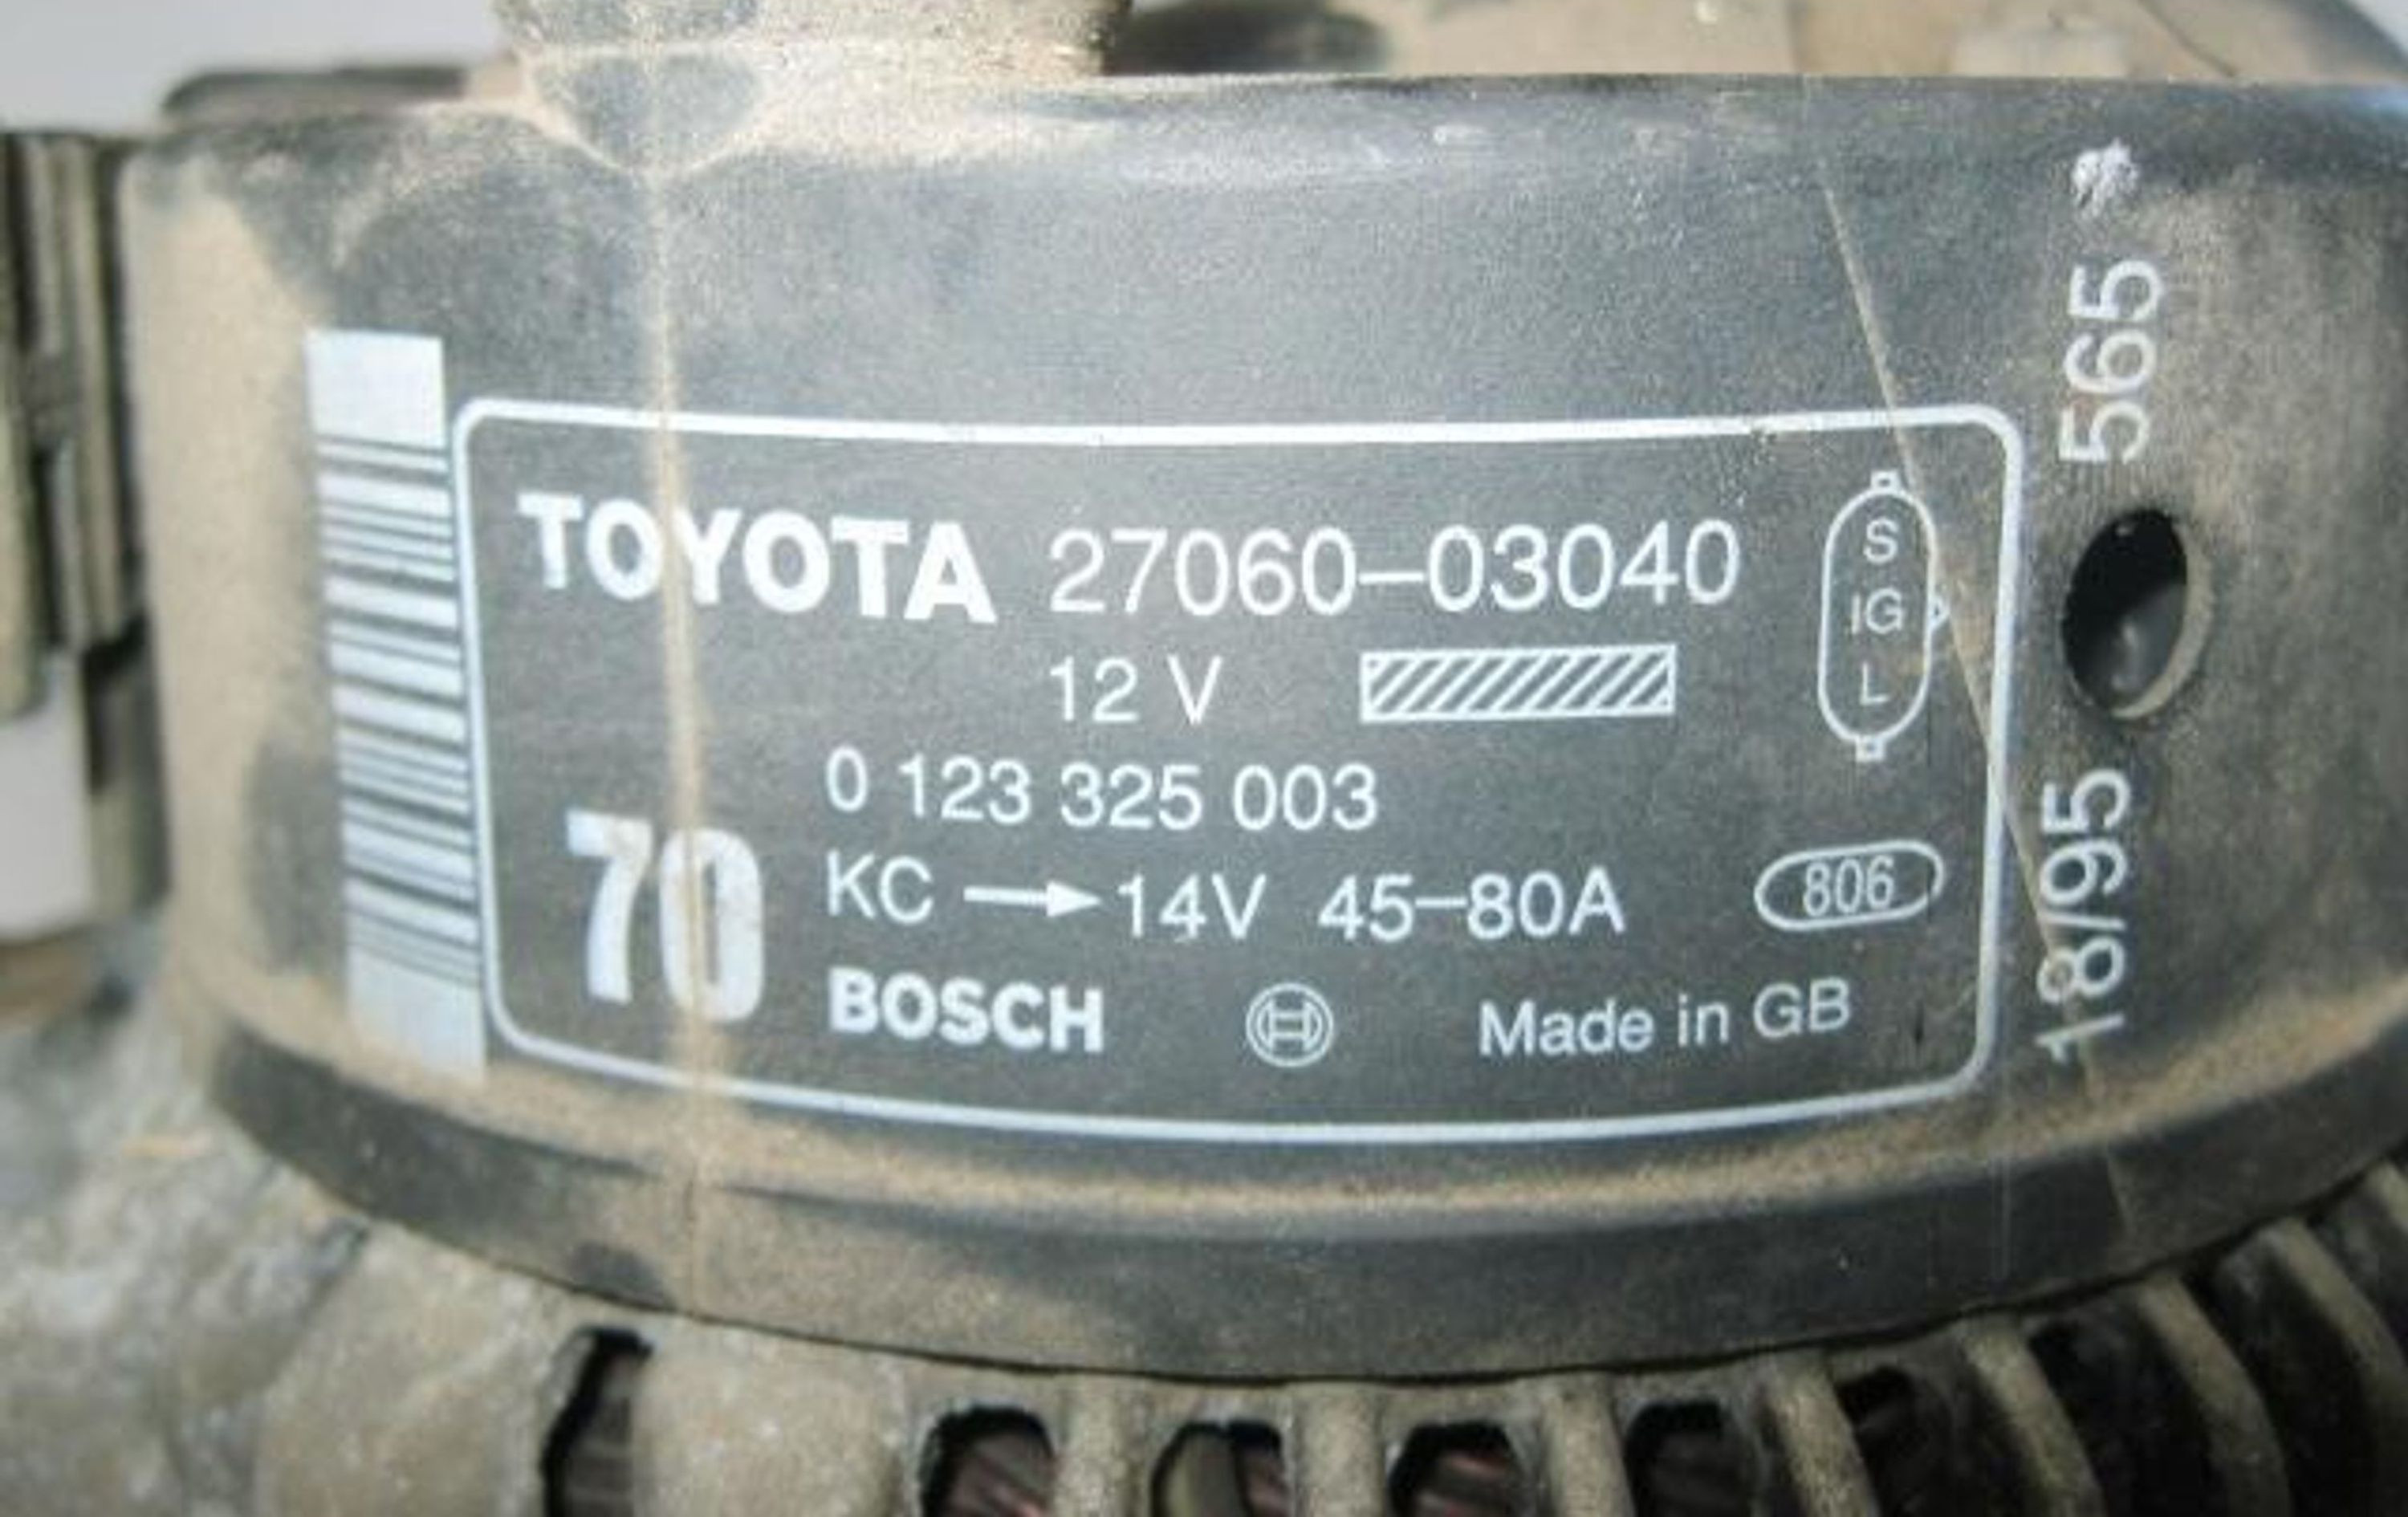 TOYOTA 27060-03040
12 V
0 123 325 003
70
KC → 14V 45-80A
BOSCH
Made in GB
S
IG
L
806
18/95 565